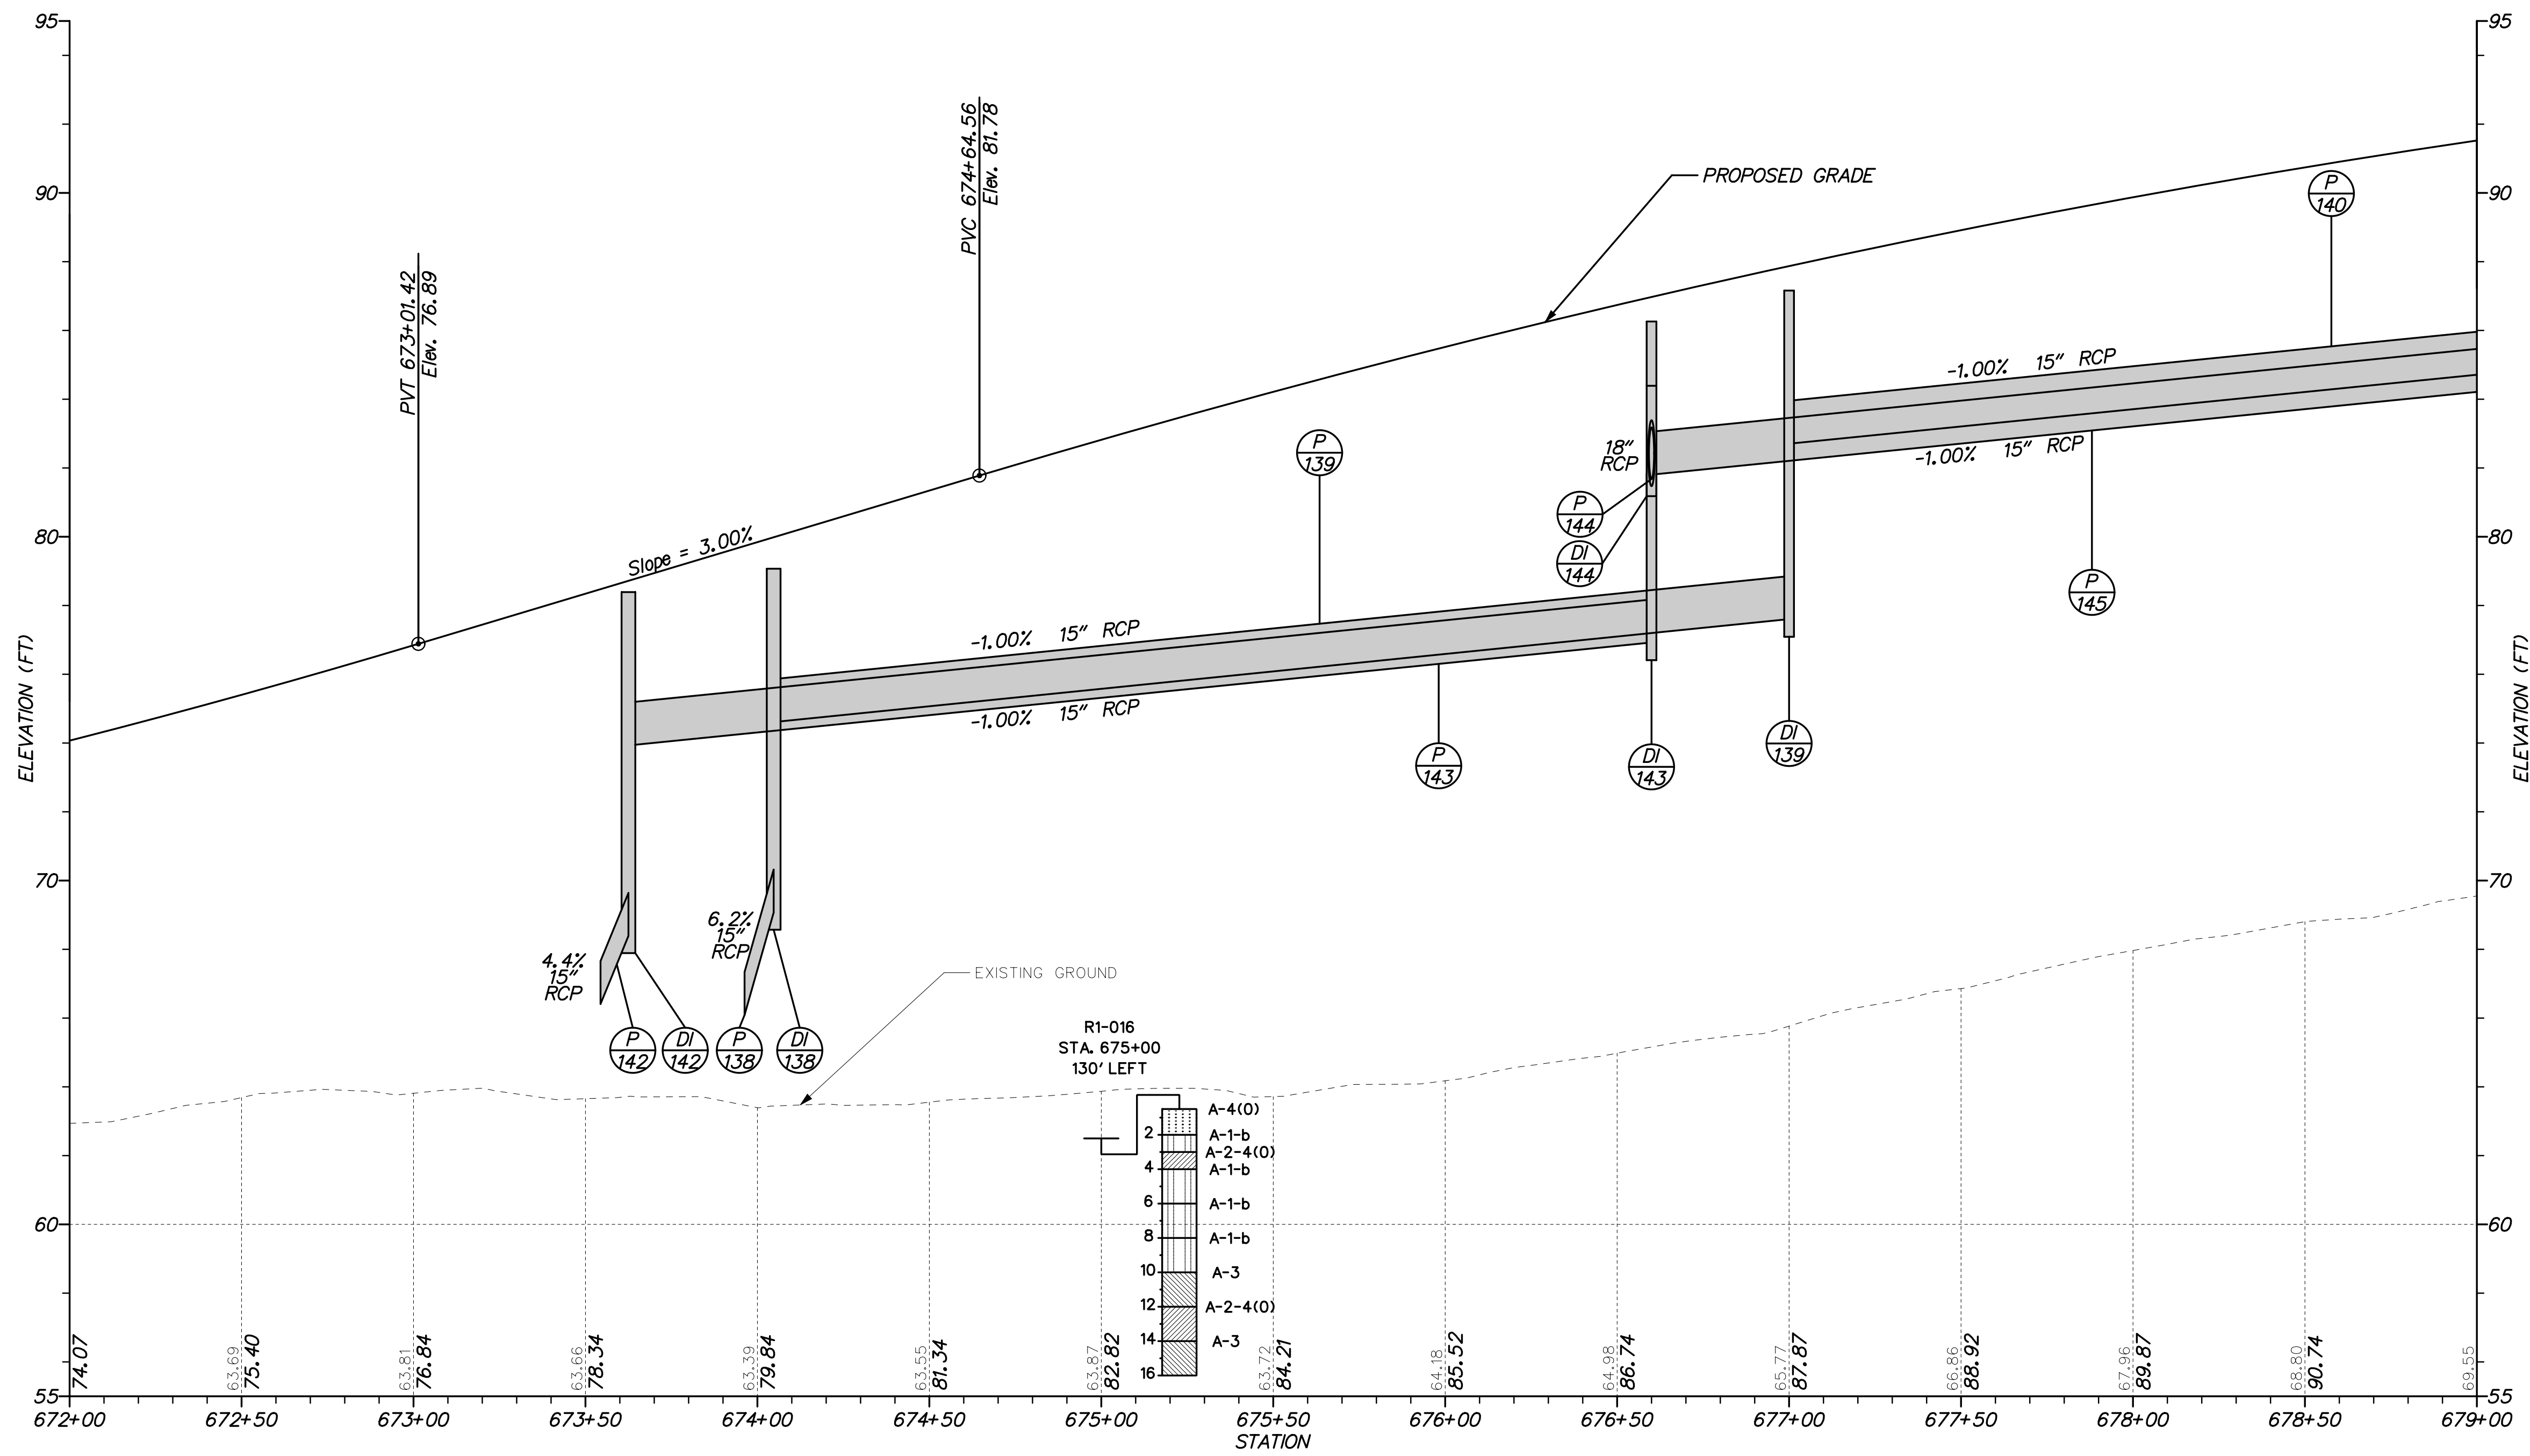 95
95
PVC 674+64.56
Elev. 81.78
PROPOSED GRADE
P
140
90
90
PVT 673+01.42
Elev. 76.89
-1.00% 15" RCP
P
139
18"
RCP
-1.00% 15" RCP
P
144
DI
144
80
80
Slope = 3.00%
P
145
-1.00% 15" RCP
-1.00% 15" RCP
ELEVATION (FT)
ELEVATION (FT)
P
143
DI
143
DI
139
70
70
6.2%
15"
RCP
4.4%
15"
RCP
EXISTING GROUND
P
142
DI
142
P
138
DI
138
R1-016
STA. 675+00
130' LEFT
A-4(0)
2
A-1-b
A-2-4(0)
4
A-1-b
6
A-1-b
60
60
8
A-1-b
10
A-3
12
A-2-4(0)
14
A-3
16
74.07
63.69
75.40
63.81
76.84
63.66
78.34
63.39
79.84
63.55
81.34
63.87
82.82
63.72
84.21
64.18
85.52
64.98
86.74
65.77
87.87
66.86
88.92
67.96
89.87
68.80
90.74
69.55
55
55
672+00
672+50
673+00
673+50
674+00
674+50
675+00
675+50
676+00
676+50
677+00
677+50
678+00
678+50
679+00
STATION